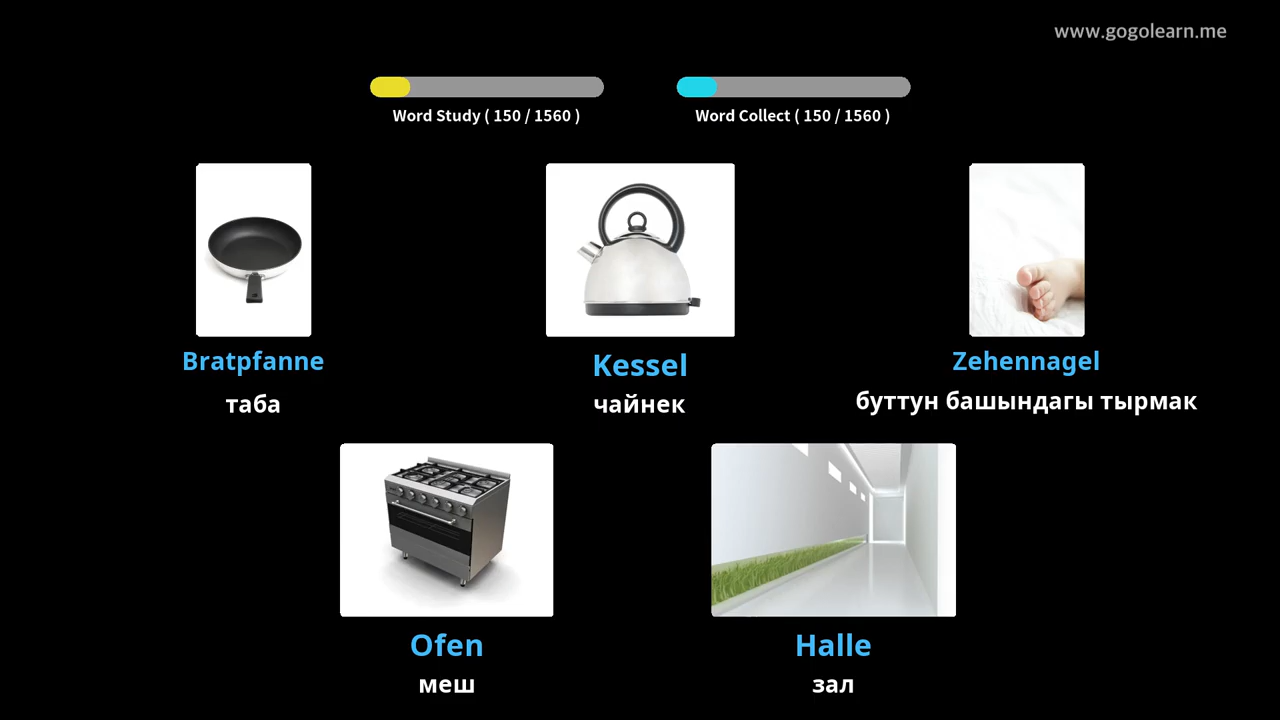 www.gogolearn.me
Word Study ( 150 / 1560 )
Word Collect ( 150 / 1560 )
Bratpfanne
таба
Kessel
чайнек
Zehennagel
буттун башындагы тырмак
Ofen
меш
Halle
зал